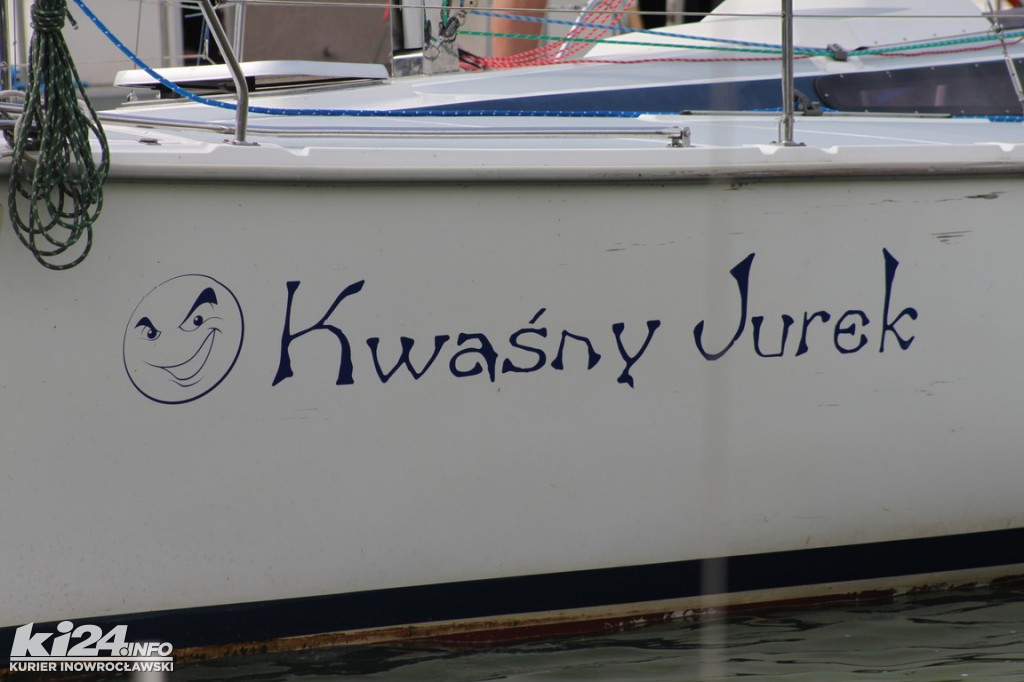 Kwaśny Jurek
ki24.INFO
KURIER INOWROCŁAWSKI